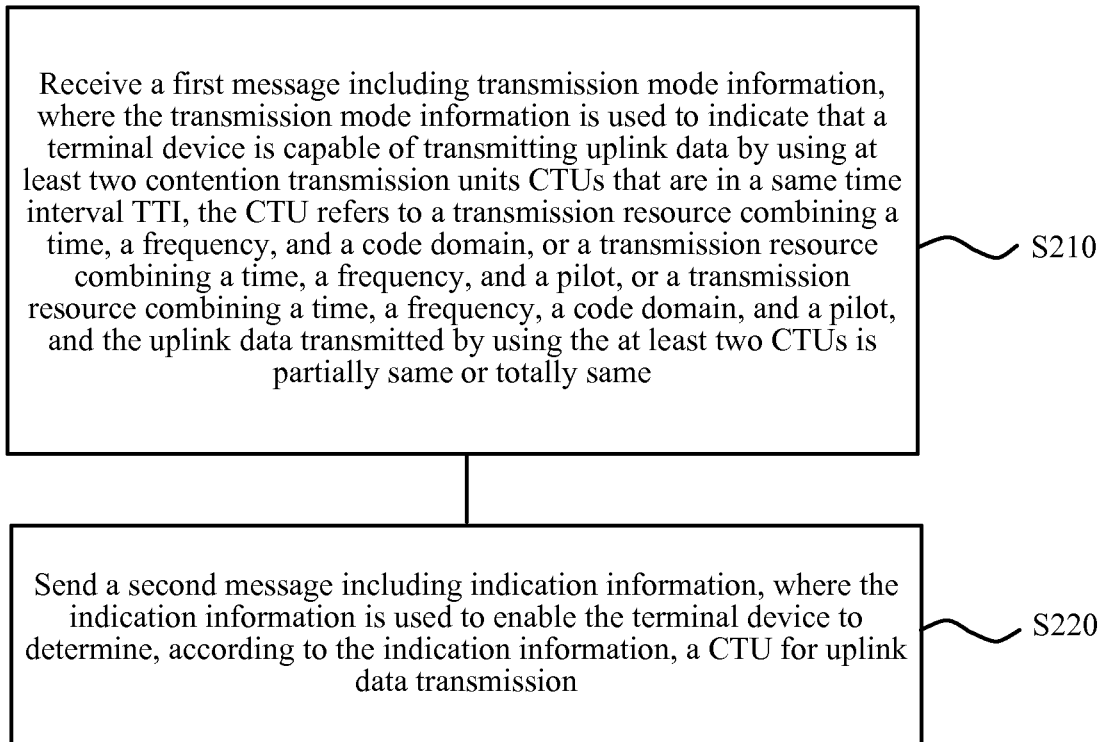 Receive a first message including transmission mode information,
where the transmission mode information is used to indicate that a
terminal device is capable of transmitting uplink data by using at
least two contention transmission units CTUs that are in a same time
interval TTI, the CTU refers to a transmission resource combining a
time, a frequency, and a code domain, or a transmission resource
combining a time, a frequency, and a pilot, or a transmission
resource combining a time, a frequency, a code domain, and a pilot,
and the uplink data transmitted by using the at least two CTUs is
partially same or totally same
S210
Send a second message including indication information, where the
indication information is used to enable the terminal device to
determine, according to the indication information, a CTU for uplink
data transmission
S220